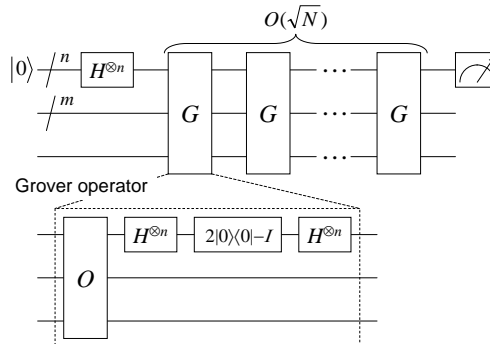 O(√N)
|0⟩ n H⊗n G G ··· G
m ···
···
Grover operator
O H⊗n 2|0⟩⟨0|−I H⊗n